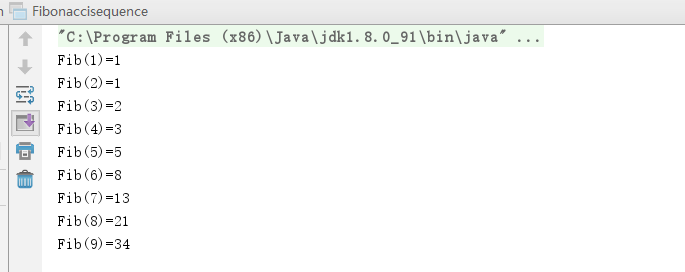 Fibonaccisequence
"C:\Program Files (x86)\Java\jdk1.8.0_91\bin\java" ...
Fib(1)=1
Fib(2)=1
Fib(3)=2
Fib(4)=3
Fib(5)=5
Fib(6)=8
Fib(7)=13
Fib(8)=21
Fib(9)=34